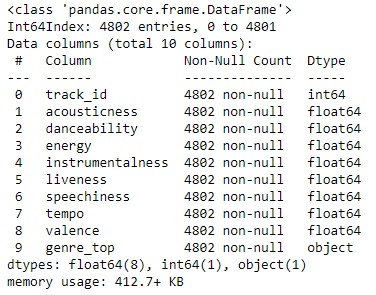 <class 'pandas.core.frame.DataFrame'>
Int64Index: 4802 entries, 0 to 4801
Data columns (total 10 columns):
 #   Column            Non-Null Count  Dtype
---  ------            --------------  -----
 0   track_id          4802 non-null   int64
 1   acousticness      4802 non-null   float64
 2   danceability      4802 non-null   float64
 3   energy            4802 non-null   float64
 4   instrumentalness  4802 non-null   float64
 5   liveness          4802 non-null   float64
 6   speechiness       4802 non-null   float64
 7   tempo             4802 non-null   float64
 8   valence           4802 non-null   float64
 9   genre_top         4802 non-null   object
dtypes: float64(8), int64(1), object(1)
memory usage: 412.7+ KB